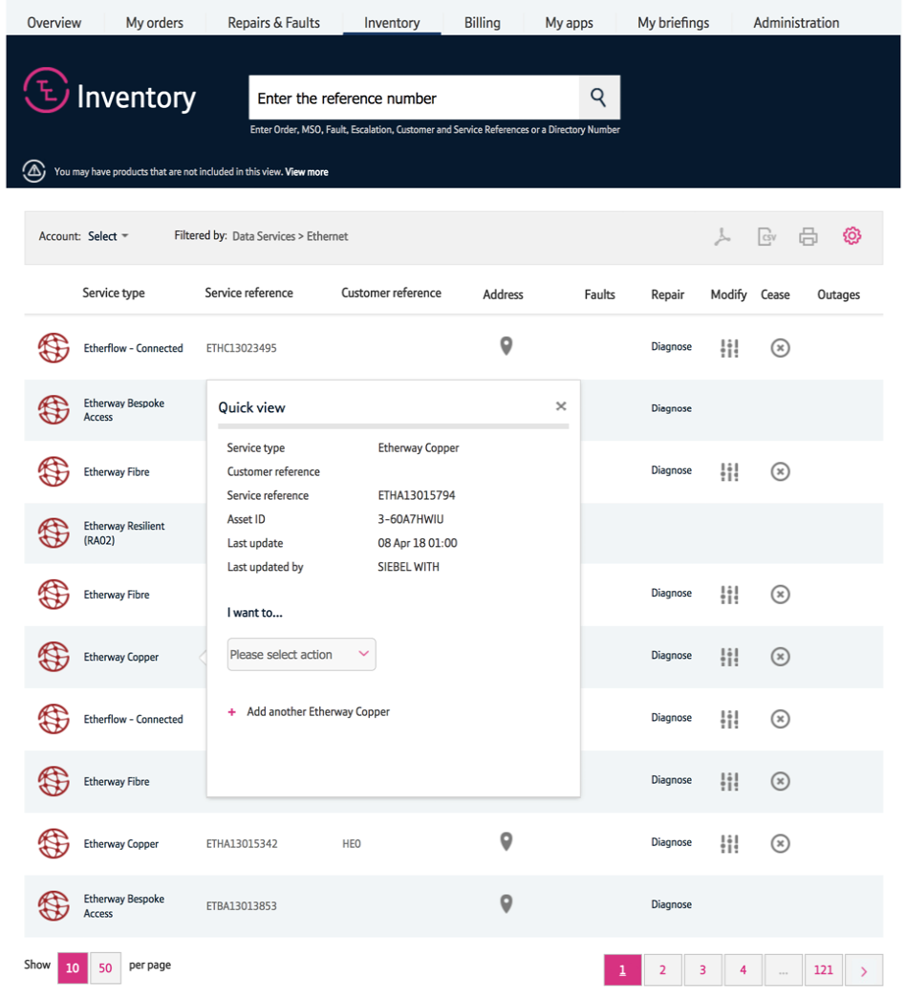 Overview My orders Repairs & Faults Inventory Billing My apps My briefings Administration
Inventory
Enter the reference number
Enter Order, MSO, Fault, Escalation, Customer and Service References or a Directory Number
You may have products that are not included in this view. View more
Account: Select Filtered by: Data Services > Ethernet CSV
Service type Service reference Customer reference Address Faults Repair Modify Cease Outages
Etherflow - Connected ETHC13023495 Diagnose
Etherway Bespoke
Access
Diagnose
Etherway Fibre Diagnose
Etherway Resilient
(RA02)
Etherway Fibre Diagnose
Etherway Copper Diagnose
Etherflow - Connected Diagnose
Etherway Fibre Diagnose
Quick view
Service type Etherway Copper
Customer reference
Service reference ETHA13015794
Asset ID 3-60A7HWIU
Last update 08 Apr 18 01:00
Last updated by SIEBEL WITH
I want to...
Please select action
+ Add another Etherway Copper
Etherway Copper ETHA13015342 HE0 Diagnose
Etherway Bespoke
Access
ETBA13013853 Diagnose
Show 10 50 per page 1 2 3 4 ... 121 >